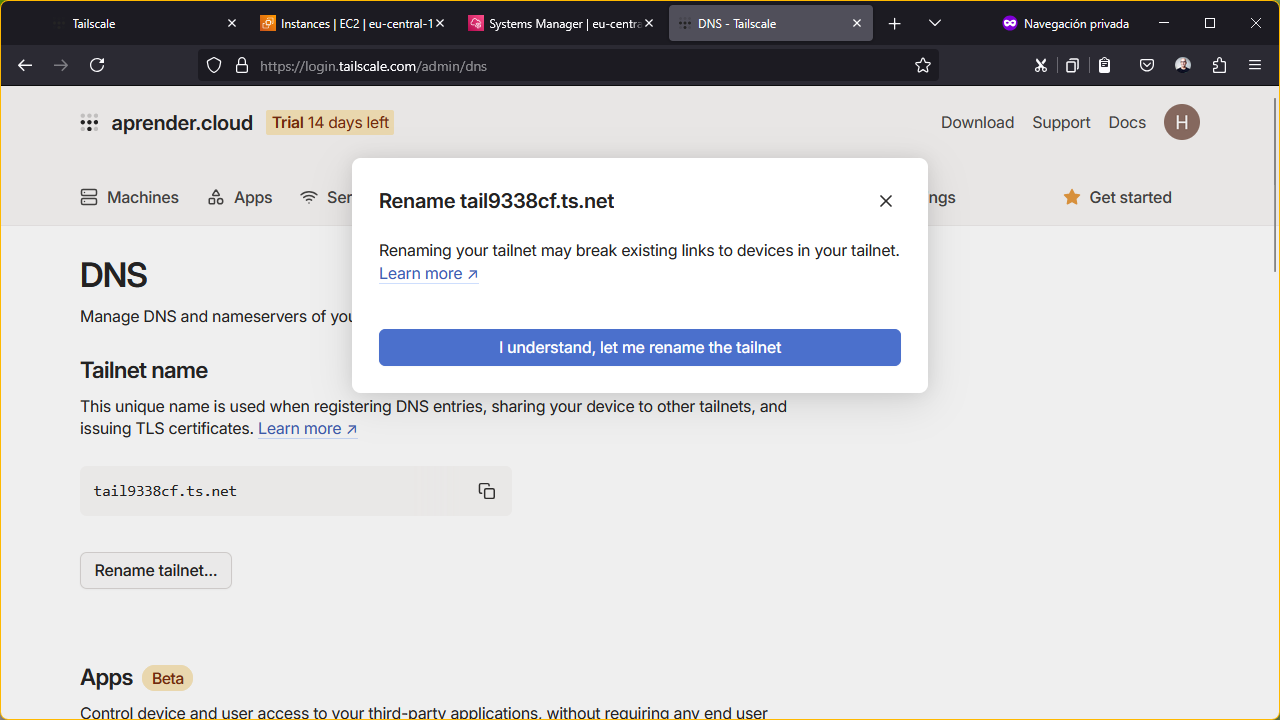 Tailscale
Instances | EC2 | eu-central-1
Systems Manager | eu-centra
DNS - Tailscale
Navegación privada
https://login.tailscale.com/admin/dns
aprender.cloud
Trial 14 days left
Download
Support
Docs
H
Machines
Apps
Ser
ngs
Get started
Rename tail9338cf.ts.net
Renaming your tailnet may break existing links to devices in your tailnet.
Learn more ↗
I understand, let me rename the tailnet
DNS
Manage DNS and nameservers of you
Tailnet name
This unique name is used when registering DNS entries, sharing your device to other tailnets, and
issuing TLS certificates. Learn more ↗
tail9338cf.ts.net
Rename tailnet...
Apps Beta
Control device and user access to your third-party applications, without requiring any end user